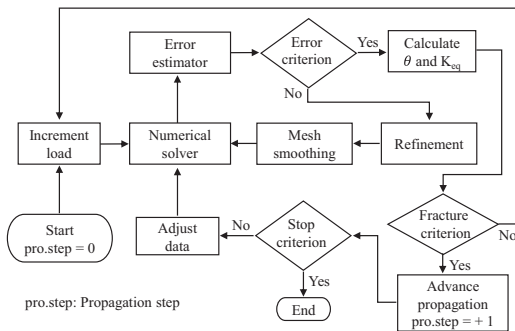 Error
estimator
Error
criterion
Yes
Calculate
θ and K_eq
No
Increment
load
Numerical
solver
Mesh
smoothing
Refinement
Start
pro.step = 0
Adjust
data
No
Stop
criterion
Yes
End
Fracture
criterion
No
Yes
Advance
propagation
pro.step = + 1
pro.step: Propagation step